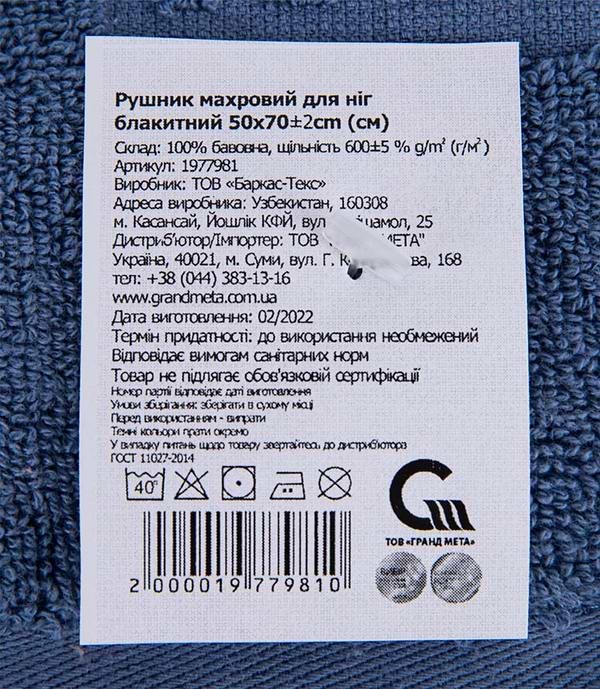 Рушник махровий для ніг
блакитний 50x70±2cm (см)
Склад: 100% бавовна, щільність 600±5 % g/m² (г/м²)
Артикул: 1977981
Виробник: ТОВ «Баркас-Текс»
Адреса виробника: Узбекистан, 160308
м. Касансай, Йошлік КФЙ, вул 25
Дистриб'ютор/Імпортер: ТОВ
Україна, 40021, м. Суми, вул. Г. 168
тел: +38 (044) 383-13-16
www.grandmeta.com.ua
Дата виготовлення: 02/2022
Термін придатності: до використання необмежений
Відповідає вимогам санітарних норм
Товар не підлягає обов'язковій сертифікації
Номер партії відповідає даті виготовлення
Умови зберігання: зберігати в сухому місці
Перед використанням - випрати
Темні кольори прати окремо
У випадку питань щодо товару звертайтесь до дистриб'ютора
ГОСТ 11027-2014
40°
ТОВ «ГРАНД МЕТА»
2 000019 779810